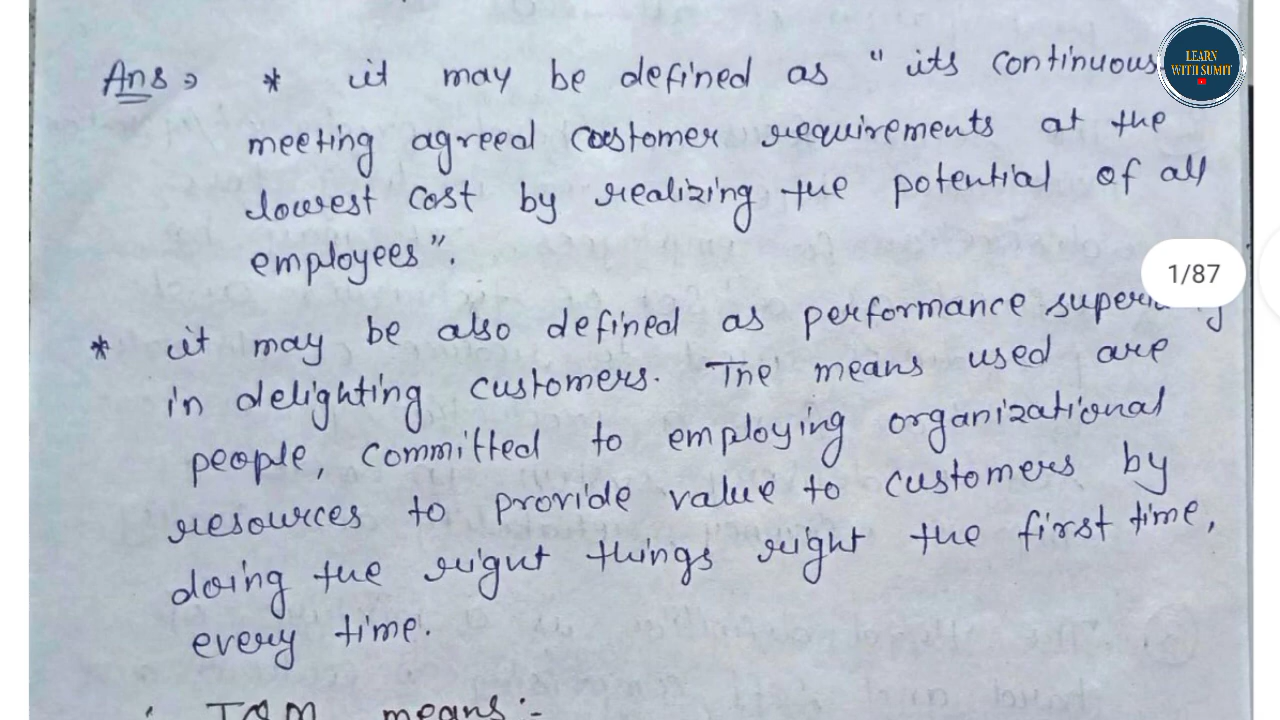 Ans → * it may be defined as " its continuous
meeting agreed customer requirements at the
lowest cost by realizing the potential of all
employees".
* it may be also defined as performance
in delighting customers. The means used are
people, committed to employing organizational
resources to provide value to customers by
doing the right things right the first time,
every time.
TQM means:-
LEARN
WITH SUMIT
1/87